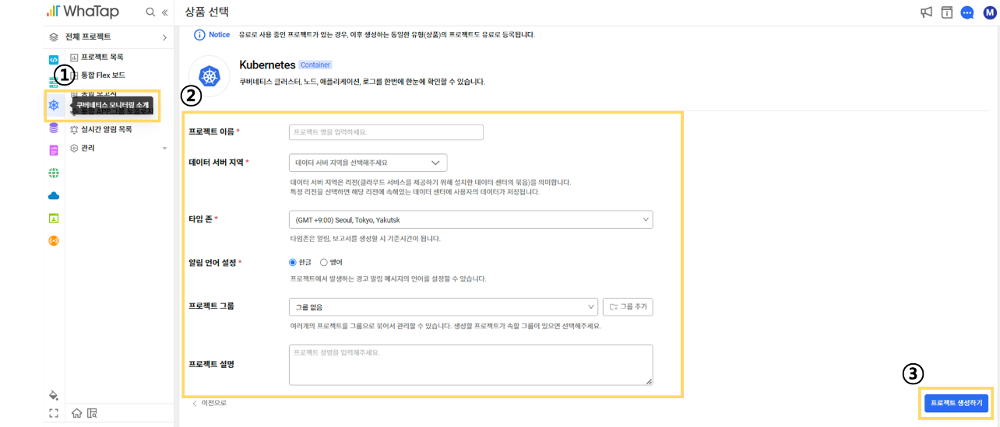 WhaTap
상품 선택
M
전체 프로젝트
Notice 유료로 사용 중인 프로젝트가 있는 경우, 이후 생성하는 동일한 유형(상품)의 프로젝트도 유료로 등록됩니다.
프로젝트 목록
① 통합 Flex 보드
통합 보고서
쿠버네티스 모니터링 소개
통합 APP.그룹 토폴로지
실시간 알림 목록
관리
Kubernetes Container
쿠버네티스 클러스터, 노드, 애플리케이션, 로그를 한번에 한눈에 확인할 수 있습니다.
②
프로젝트 이름 *
프로젝트 명을 입력하세요.
데이터 서버 지역 *
데이터 서버 지역을 선택해주세요
데이터 서버 지역은 리전(클라우드 서비스를 제공하기 위해 설치한 데이터 센터의 묶음)을 의미합니다.
특정 리전을 선택하면 해당 리전에 속해있는 데이터 센터에 사용자의 데이터가 저장됩니다.
타임 존 *
(GMT +9:00) Seoul, Tokyo, Yakutsk
타임존은 알림, 보고서를 생성할 시 기준시간이 됩니다.
알림 언어 설정 *
한글 영어
프로젝트에서 발생하는 경고 알림 메시지의 언어를 설정할 수 있습니다.
프로젝트 그룹
그룹 없음
그룹 추가
여러개의 프로젝트를 그룹으로 묶어서 관리할 수 있습니다. 생성할 프로젝트가 속할 그룹이 있으면 선택해주세요.
프로젝트 설명
프로젝트 설명을 입력해주세요.
이전으로
③
프로젝트 생성하기